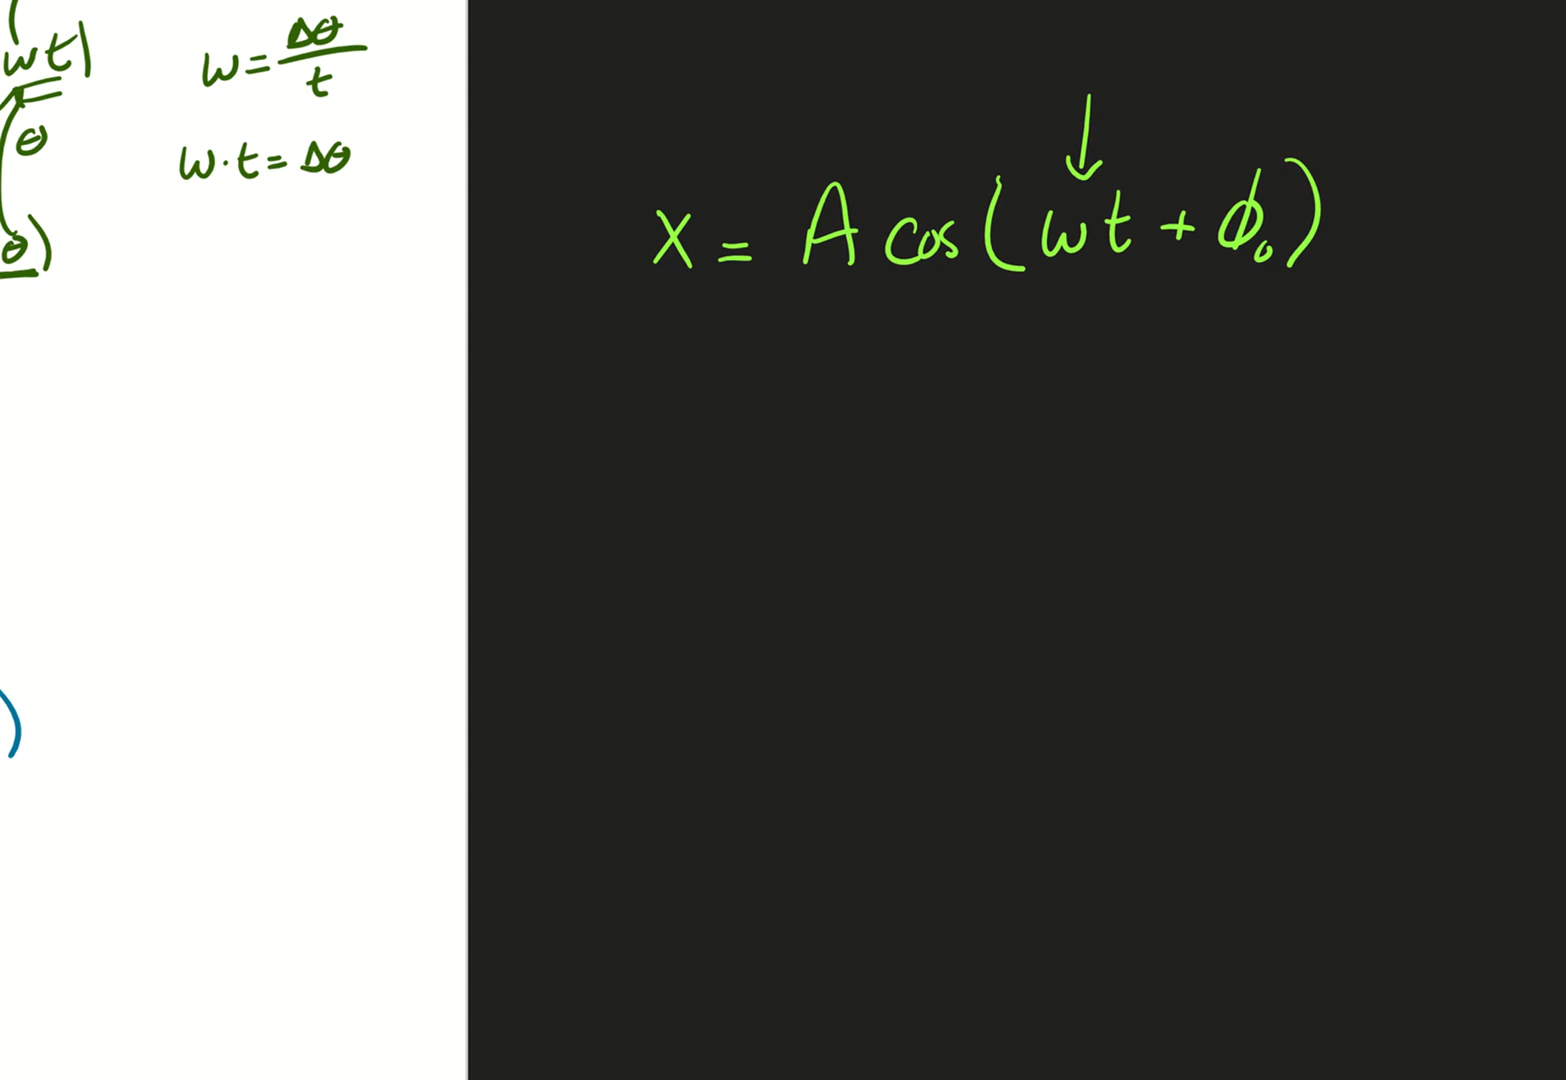 wt)
w = Δθ / t
θ
w · t = Δθ
θ)
x = A cos(ωt + ϕ₀)
)